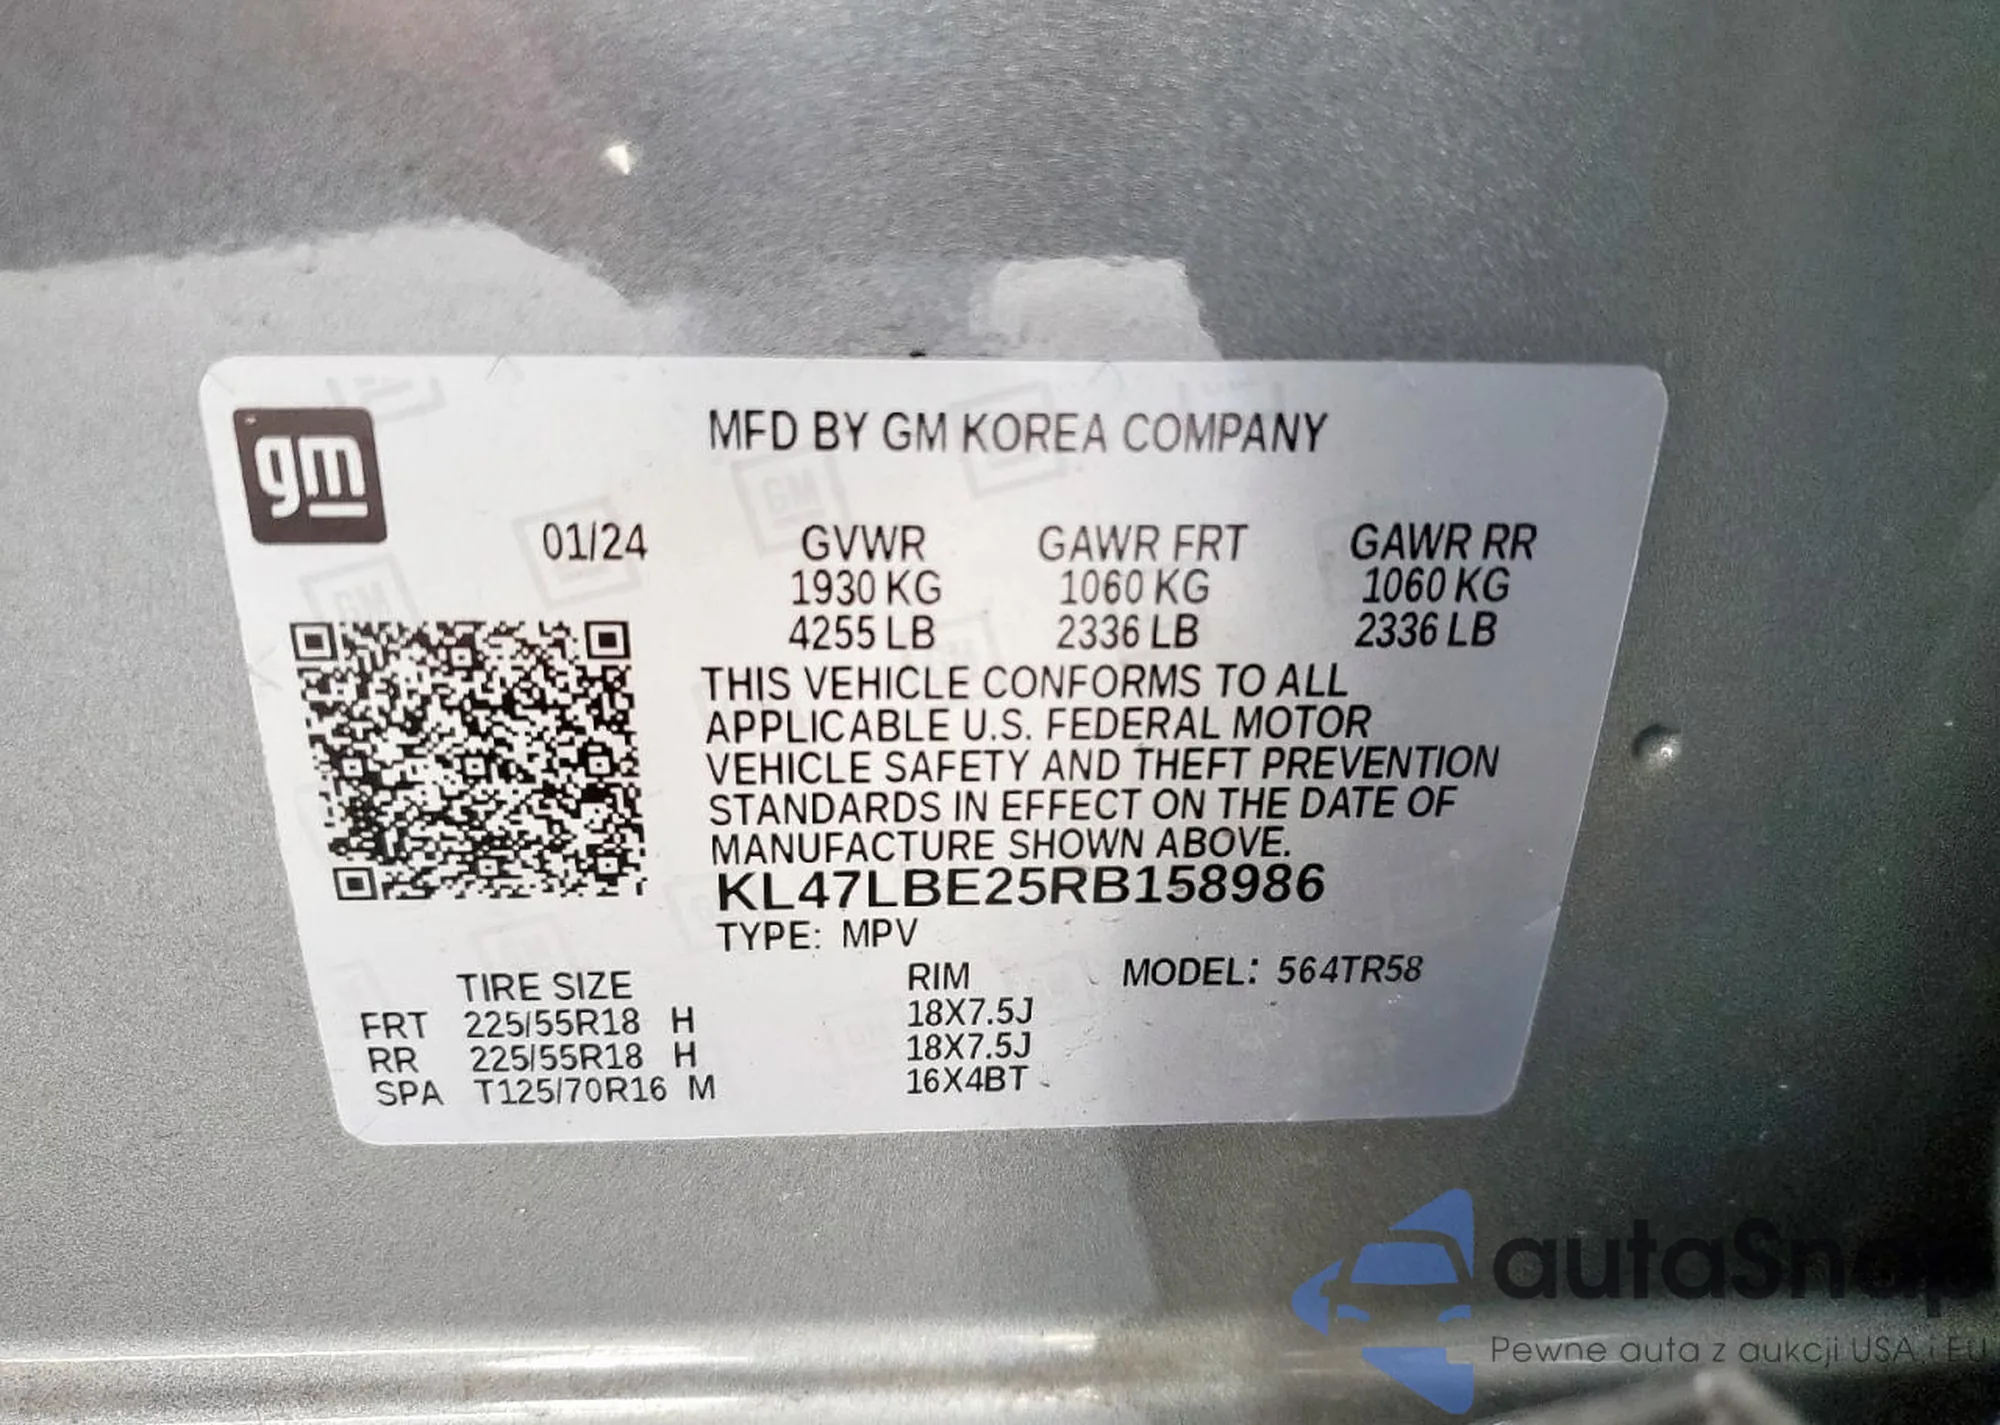 gm
MFD BY GM KOREA COMPANY
01/24 GVWR GAWR FRT GAWR RR
1930 KG 1060 KG 1060 KG
4255 LB 2336 LB 2336 LB
THIS VEHICLE CONFORMS TO ALL
APPLICABLE U.S. FEDERAL MOTOR
VEHICLE SAFETY AND THEFT PREVENTION
STANDARDS IN EFFECT ON THE DATE OF
MANUFACTURE SHOWN ABOVE.
KL47LBE25RB158986
TYPE: MPV
TIRE SIZE RIM MODEL: 564TR58
FRT 225/55R18 H 18X7.5J
RR 225/55R18 H 18X7.5J
SPA T125/70R16 M 16X4BT
autaSnap
Pewne auta z aukcji USA i EU